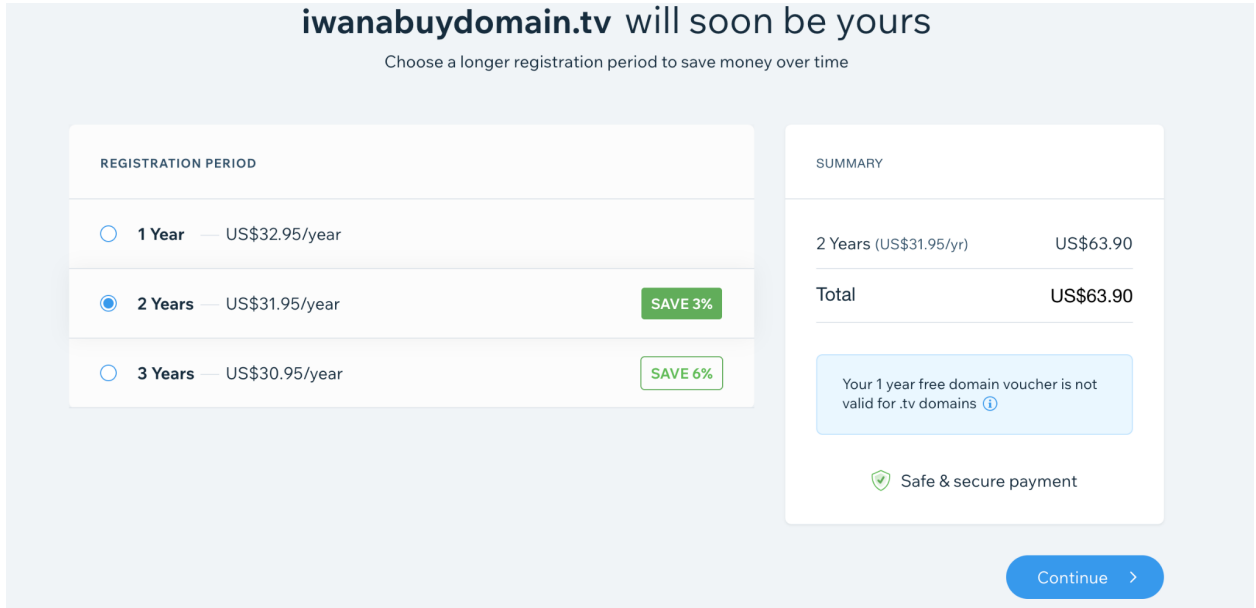 iwanabuydomain.tv will soon be yours
Choose a longer registration period to save money over time
REGISTRATION PERIOD
1 Year — US$32.95/year
2 Years — US$31.95/year SAVE 3%
3 Years — US$30.95/year SAVE 6%
SUMMARY
2 Years (US$31.95/yr) US$63.90
Total US$63.90
Your 1 year free domain voucher is not
valid for .tv domains
Safe & secure payment
Continue